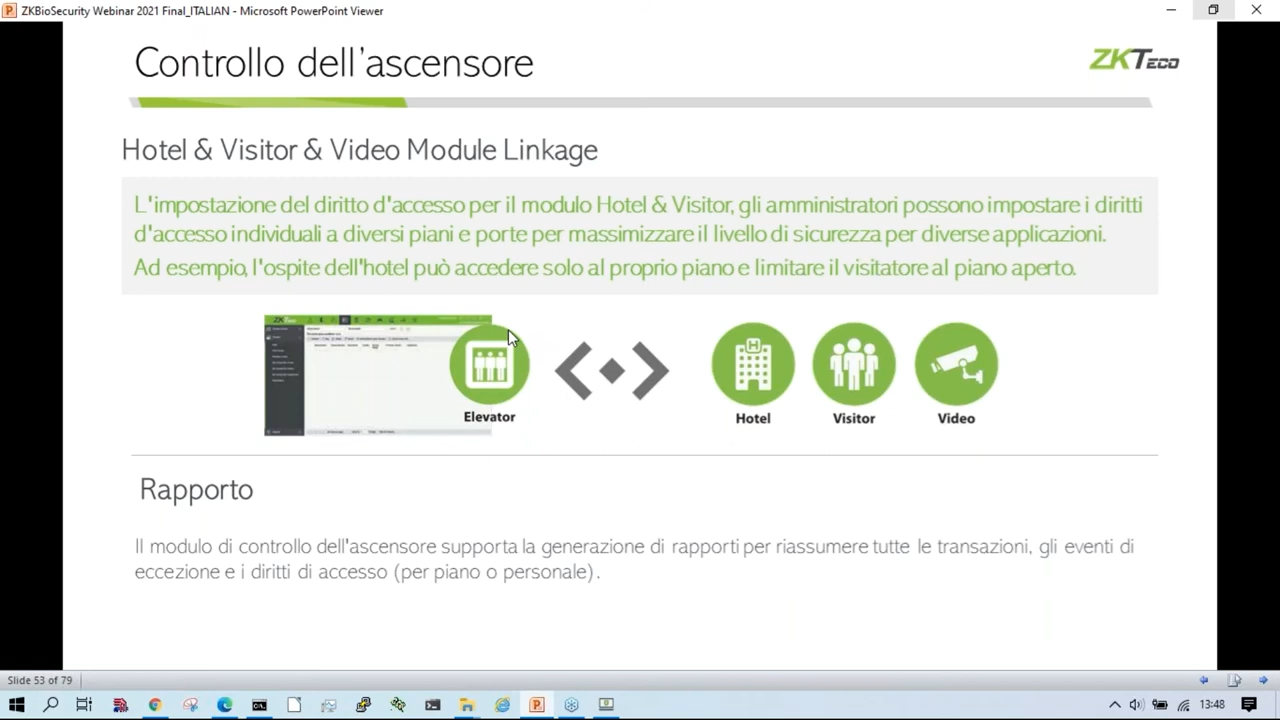 ZKBioSecurity Webinar 2021 Final_ITALIAN - Microsoft PowerPoint Viewer
Controllo dell'ascensore
ZKTECO
Hotel & Visitor & Video Module Linkage
L'impostazione del diritto d'accesso per il modulo Hotel & Visitor, gli amministratori possono impostare i diritti
d'accesso individuali a diversi piani e porte per massimizzare il livello di sicurezza per diverse applicazioni.
Ad esempio, l'ospite dell'hotel può accedere solo al proprio piano e limitare il visitatore al piano aperto.
ZKTECO
Elevator
Hotel
Visitor
Video
Rapporto
Il modulo di controllo dell'ascensore supporta la generazione di rapporti per riassumere tutte le transazioni, gli eventi di
eccezione e i diritti di accesso (per piano o personale).
Slide 53 of 79
13:48